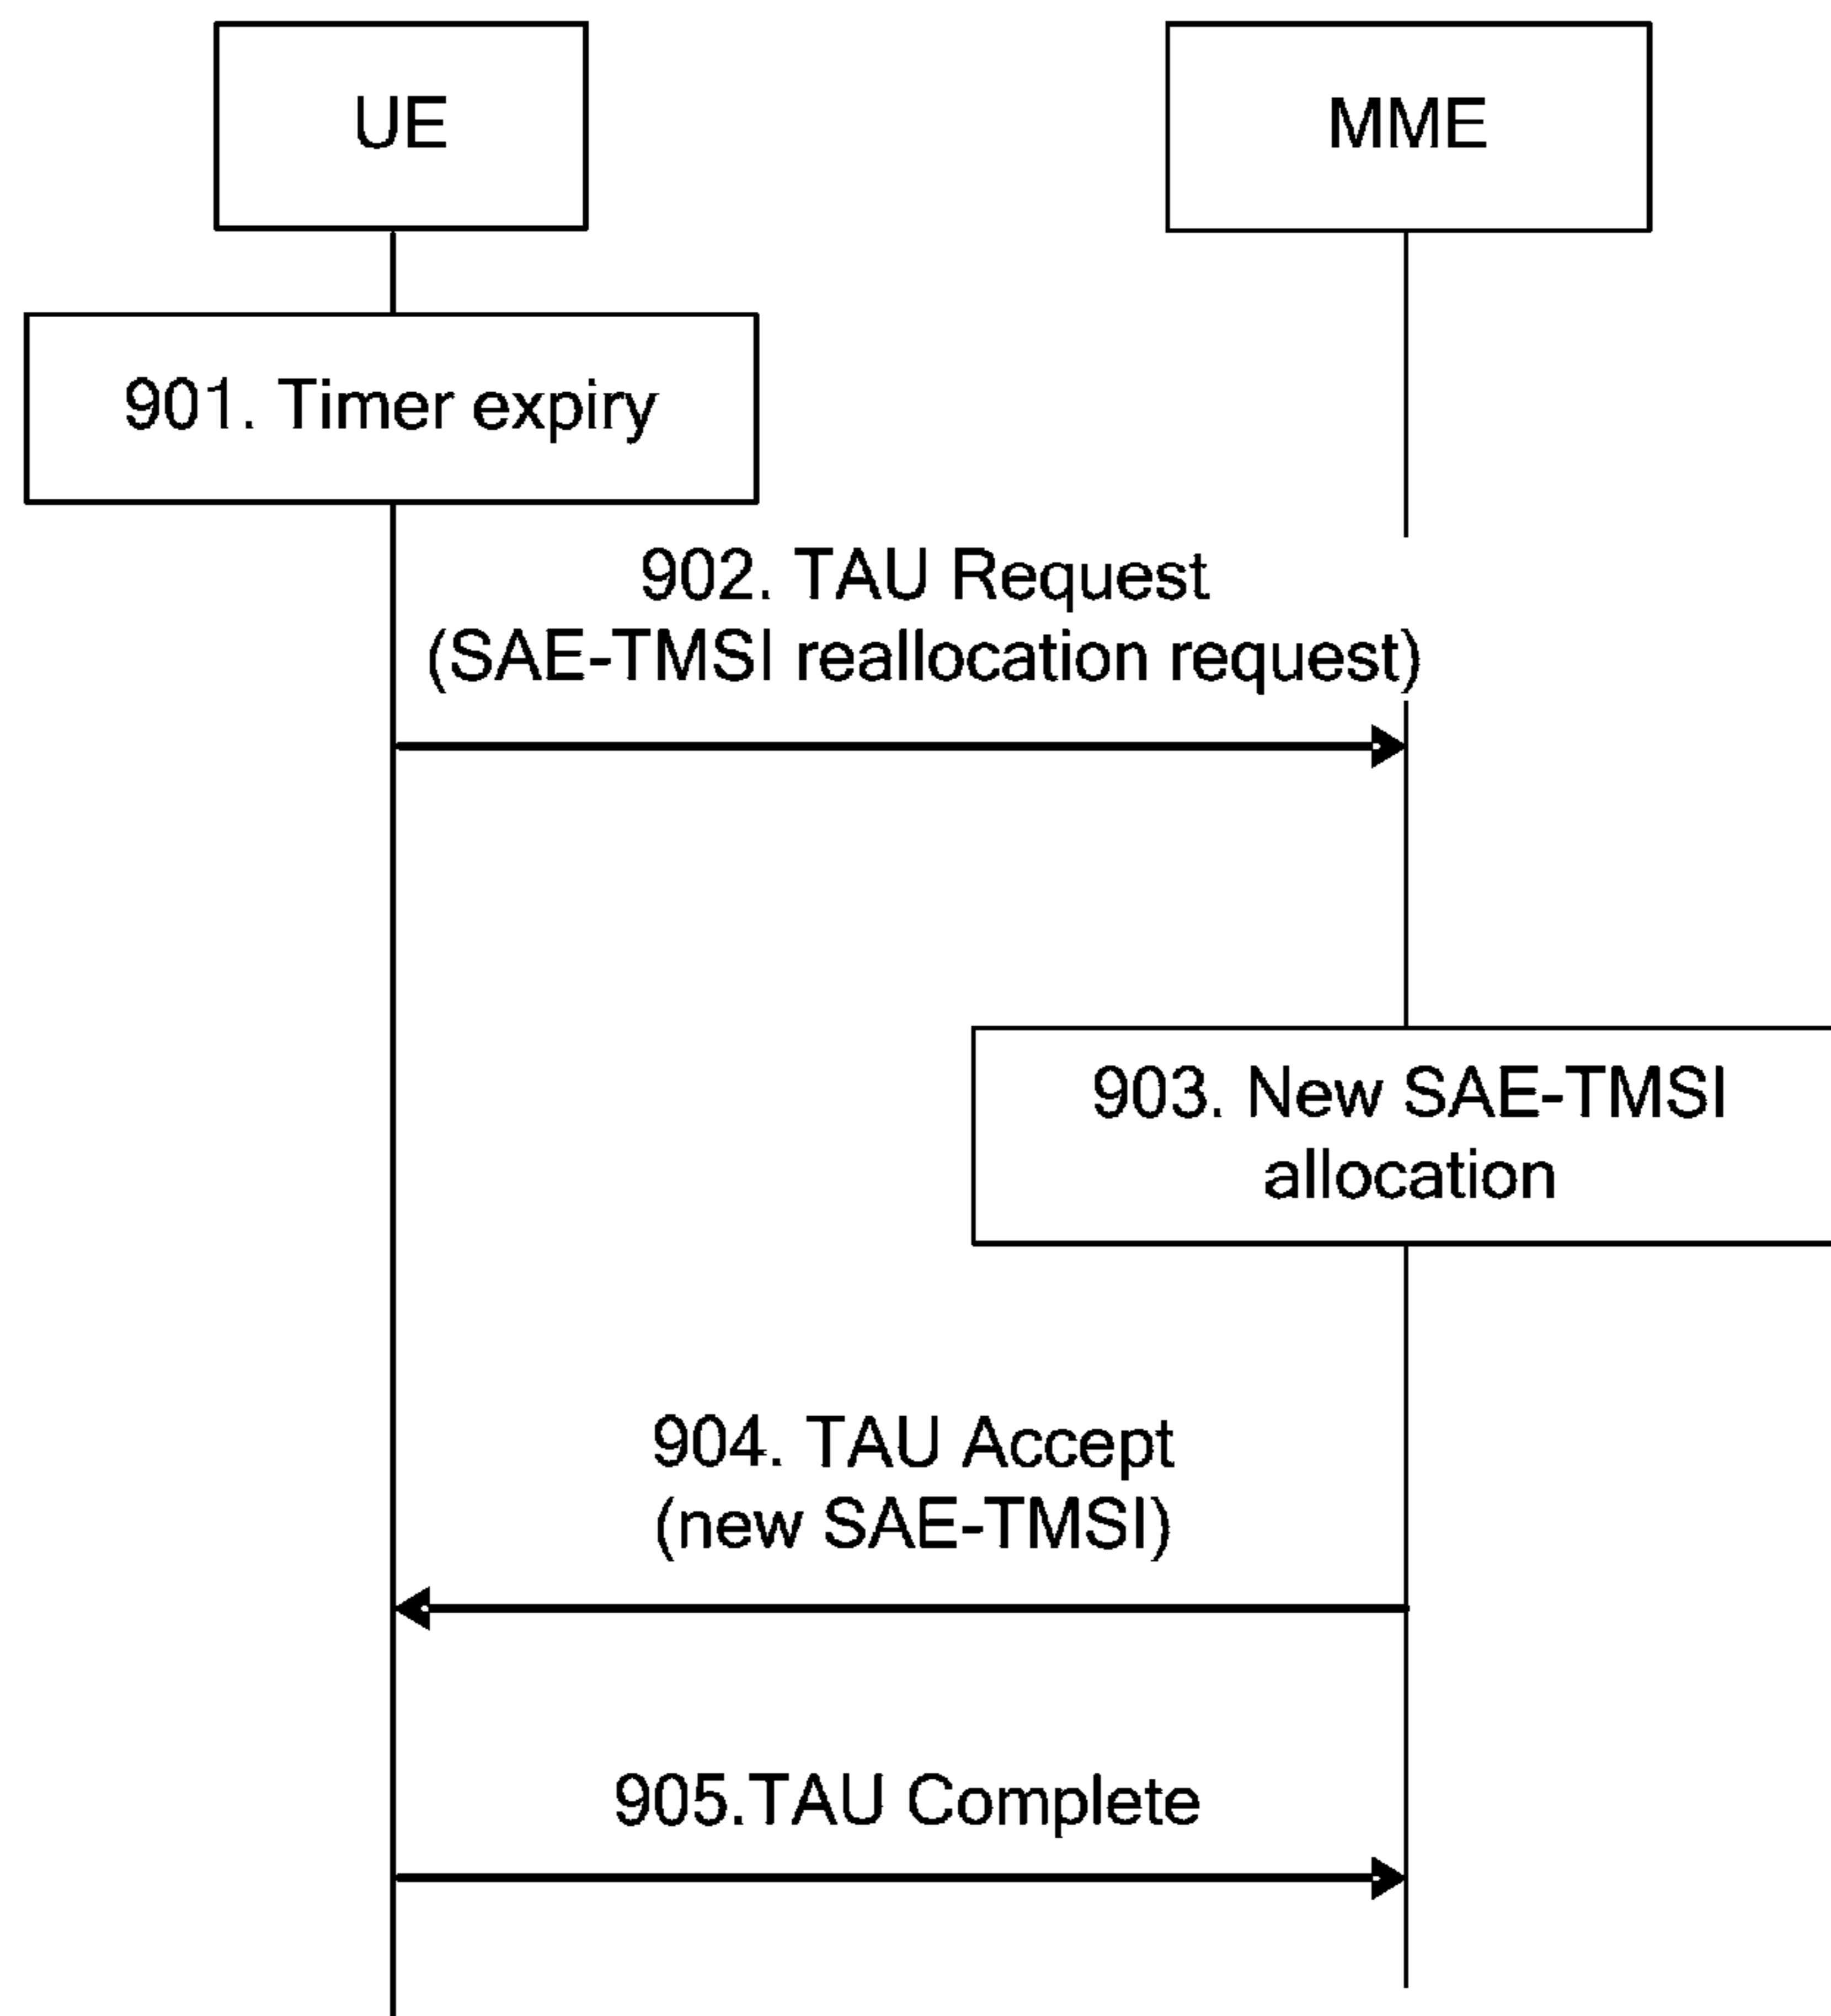 UE
MME
901. Timer expiry
902. TAU Request
(SAE-TMSI reallocation request)
903. New SAE-TMSI
allocation
904. TAU Accept
(new SAE-TMSI)
905.TAU Complete